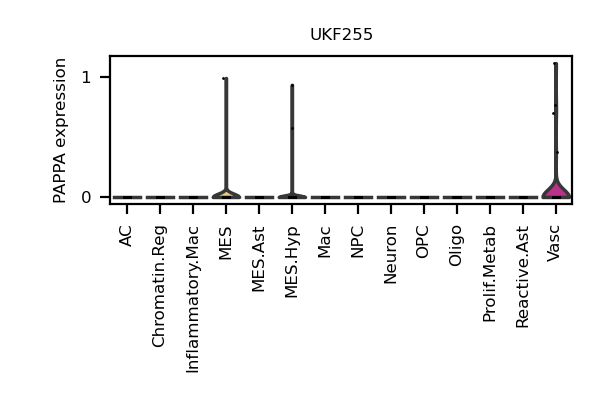 UKF255
PAPPA expression
1
0
AC
Chromatin.Reg
Inflammatory.Mac
MES
MES.Ast
MES.Hyp
Mac
NPC
Neuron
OPC
Oligo
Prolif.Metab
Reactive.Ast
Vasc